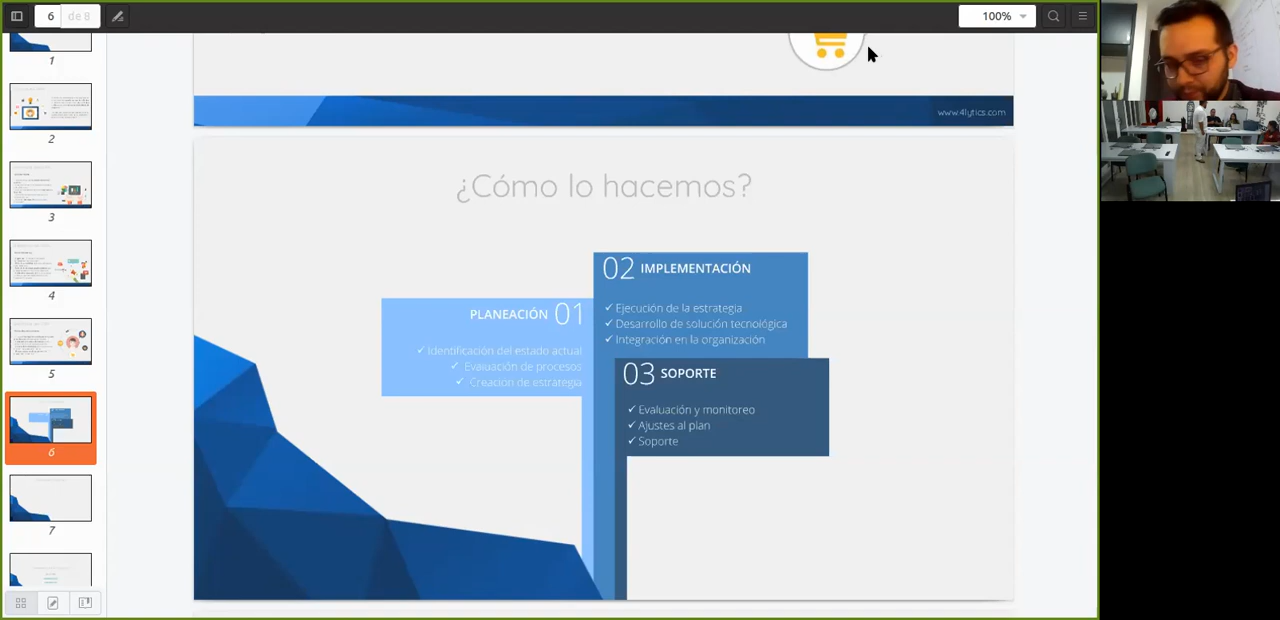 6 de 8
100%
1
2
3
4
5
6
7
www.4lytics.com
¿Cómo lo hacemos?
PLANEACIÓN 01
✓ Identificación del estado actual
✓ Evaluación de procesos
✓ Creación de estrategia
02 IMPLEMENTACIÓN
✓ Ejecución de la estrategia
✓ Desarrollo de solución tecnológica
✓ Integración en la organización
03 SOPORTE
✓ Evaluación y monitoreo
✓ Ajustes al plan
✓ Soporte